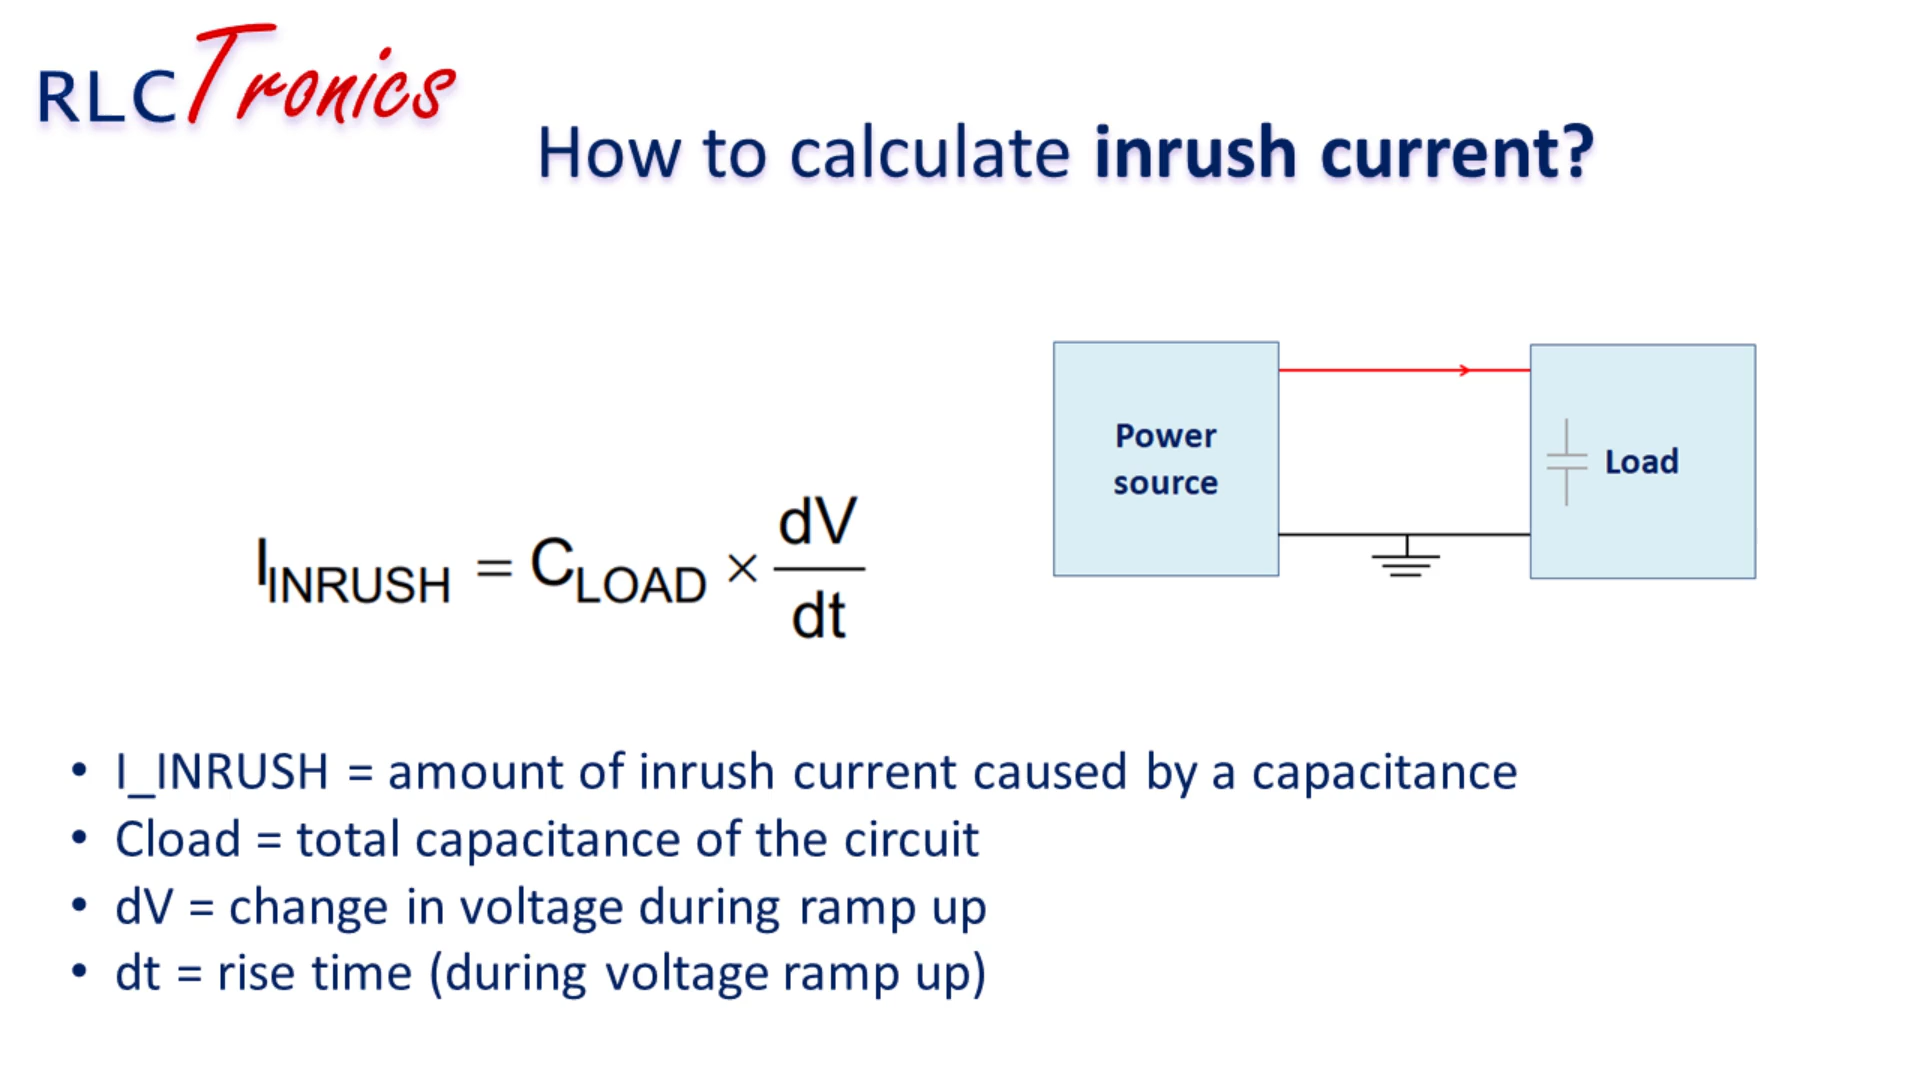 RLCTronics
How to calculate inrush current?
Power
source
Load
I_INRUSH = C_LOAD × dV/dt
• I_INRUSH = amount of inrush current caused by a capacitance
• Cload = total capacitance of the circuit
• dV = change in voltage during ramp up
• dt = rise time (during voltage ramp up)